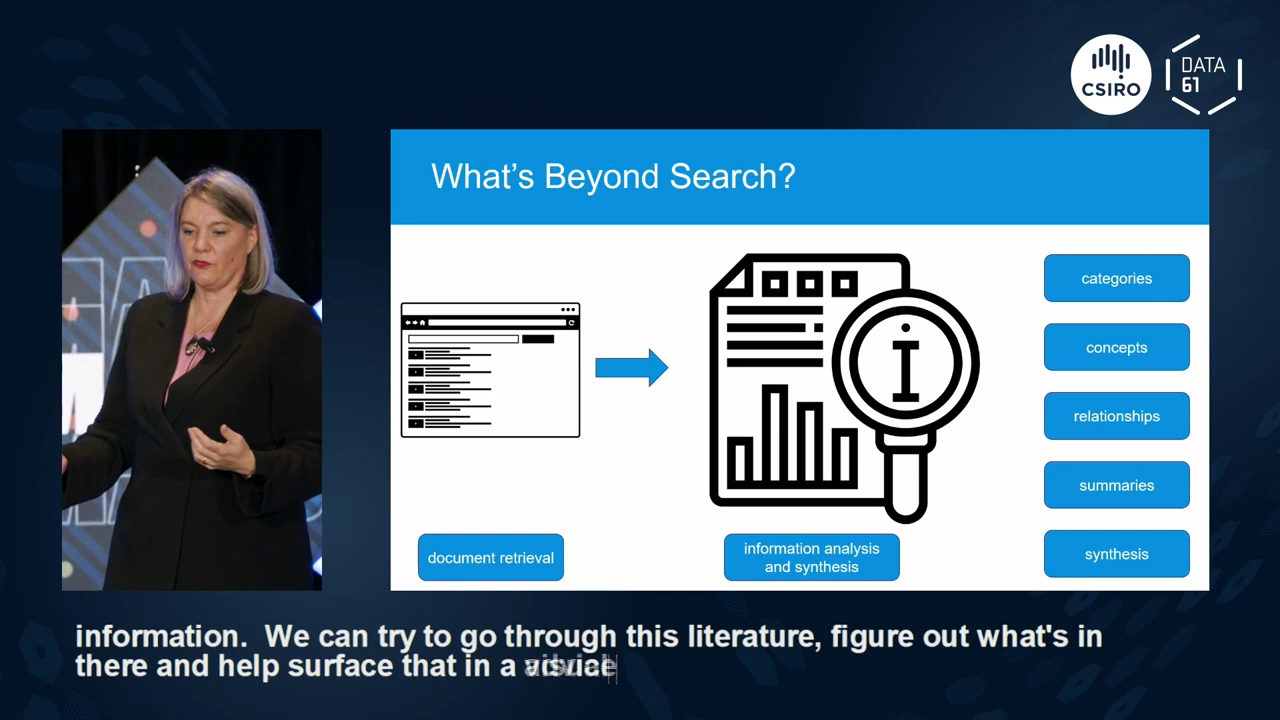 CSIRO
DATA
61
What's Beyond Search?
categories
concepts
relationships
summaries
synthesis
document retrieval
information analysis
and synthesis
information.  We can try to go through this literature, figure out what's in
there and help surface that in a